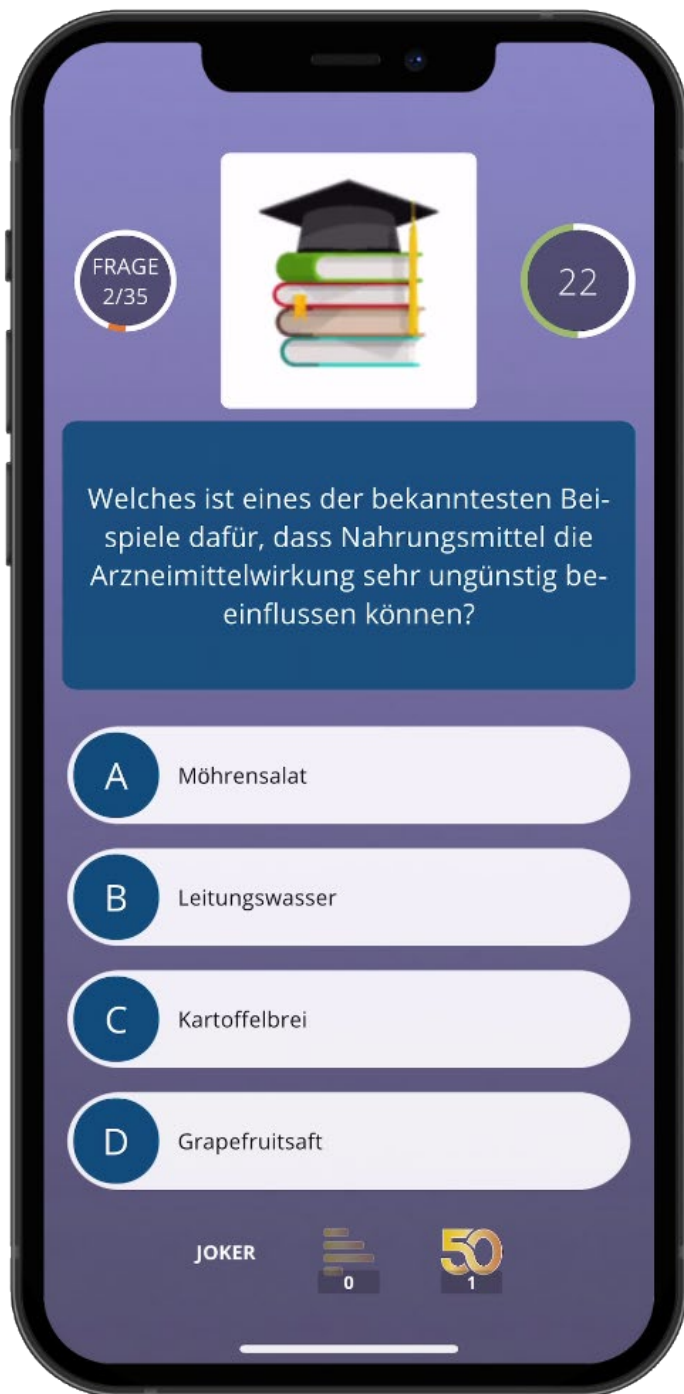 FRAGE
2/35
22
Welches ist eines der bekanntesten Bei-
spiele dafür, dass Nahrungsmittel die
Arzneimittelwirkung sehr ungünstig be-
einflussen können?
A Möhrensalat
B Leitungswasser
C Kartoffelbrei
D Grapefruitsaft
JOKER
50
0
1